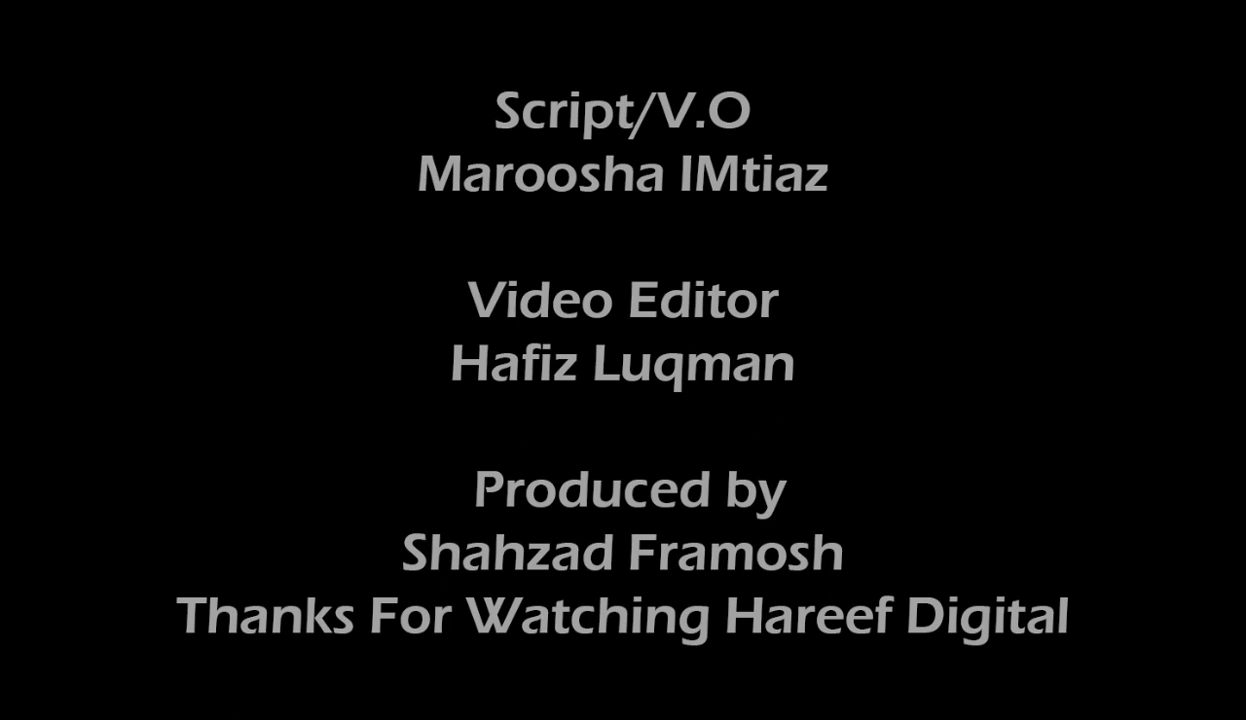 Script/V.O
Maroosha IMtiaz
Video Editor
Hafiz Luqman
Produced by
Shahzad Framosh
Thanks For Watching Hareef Digital